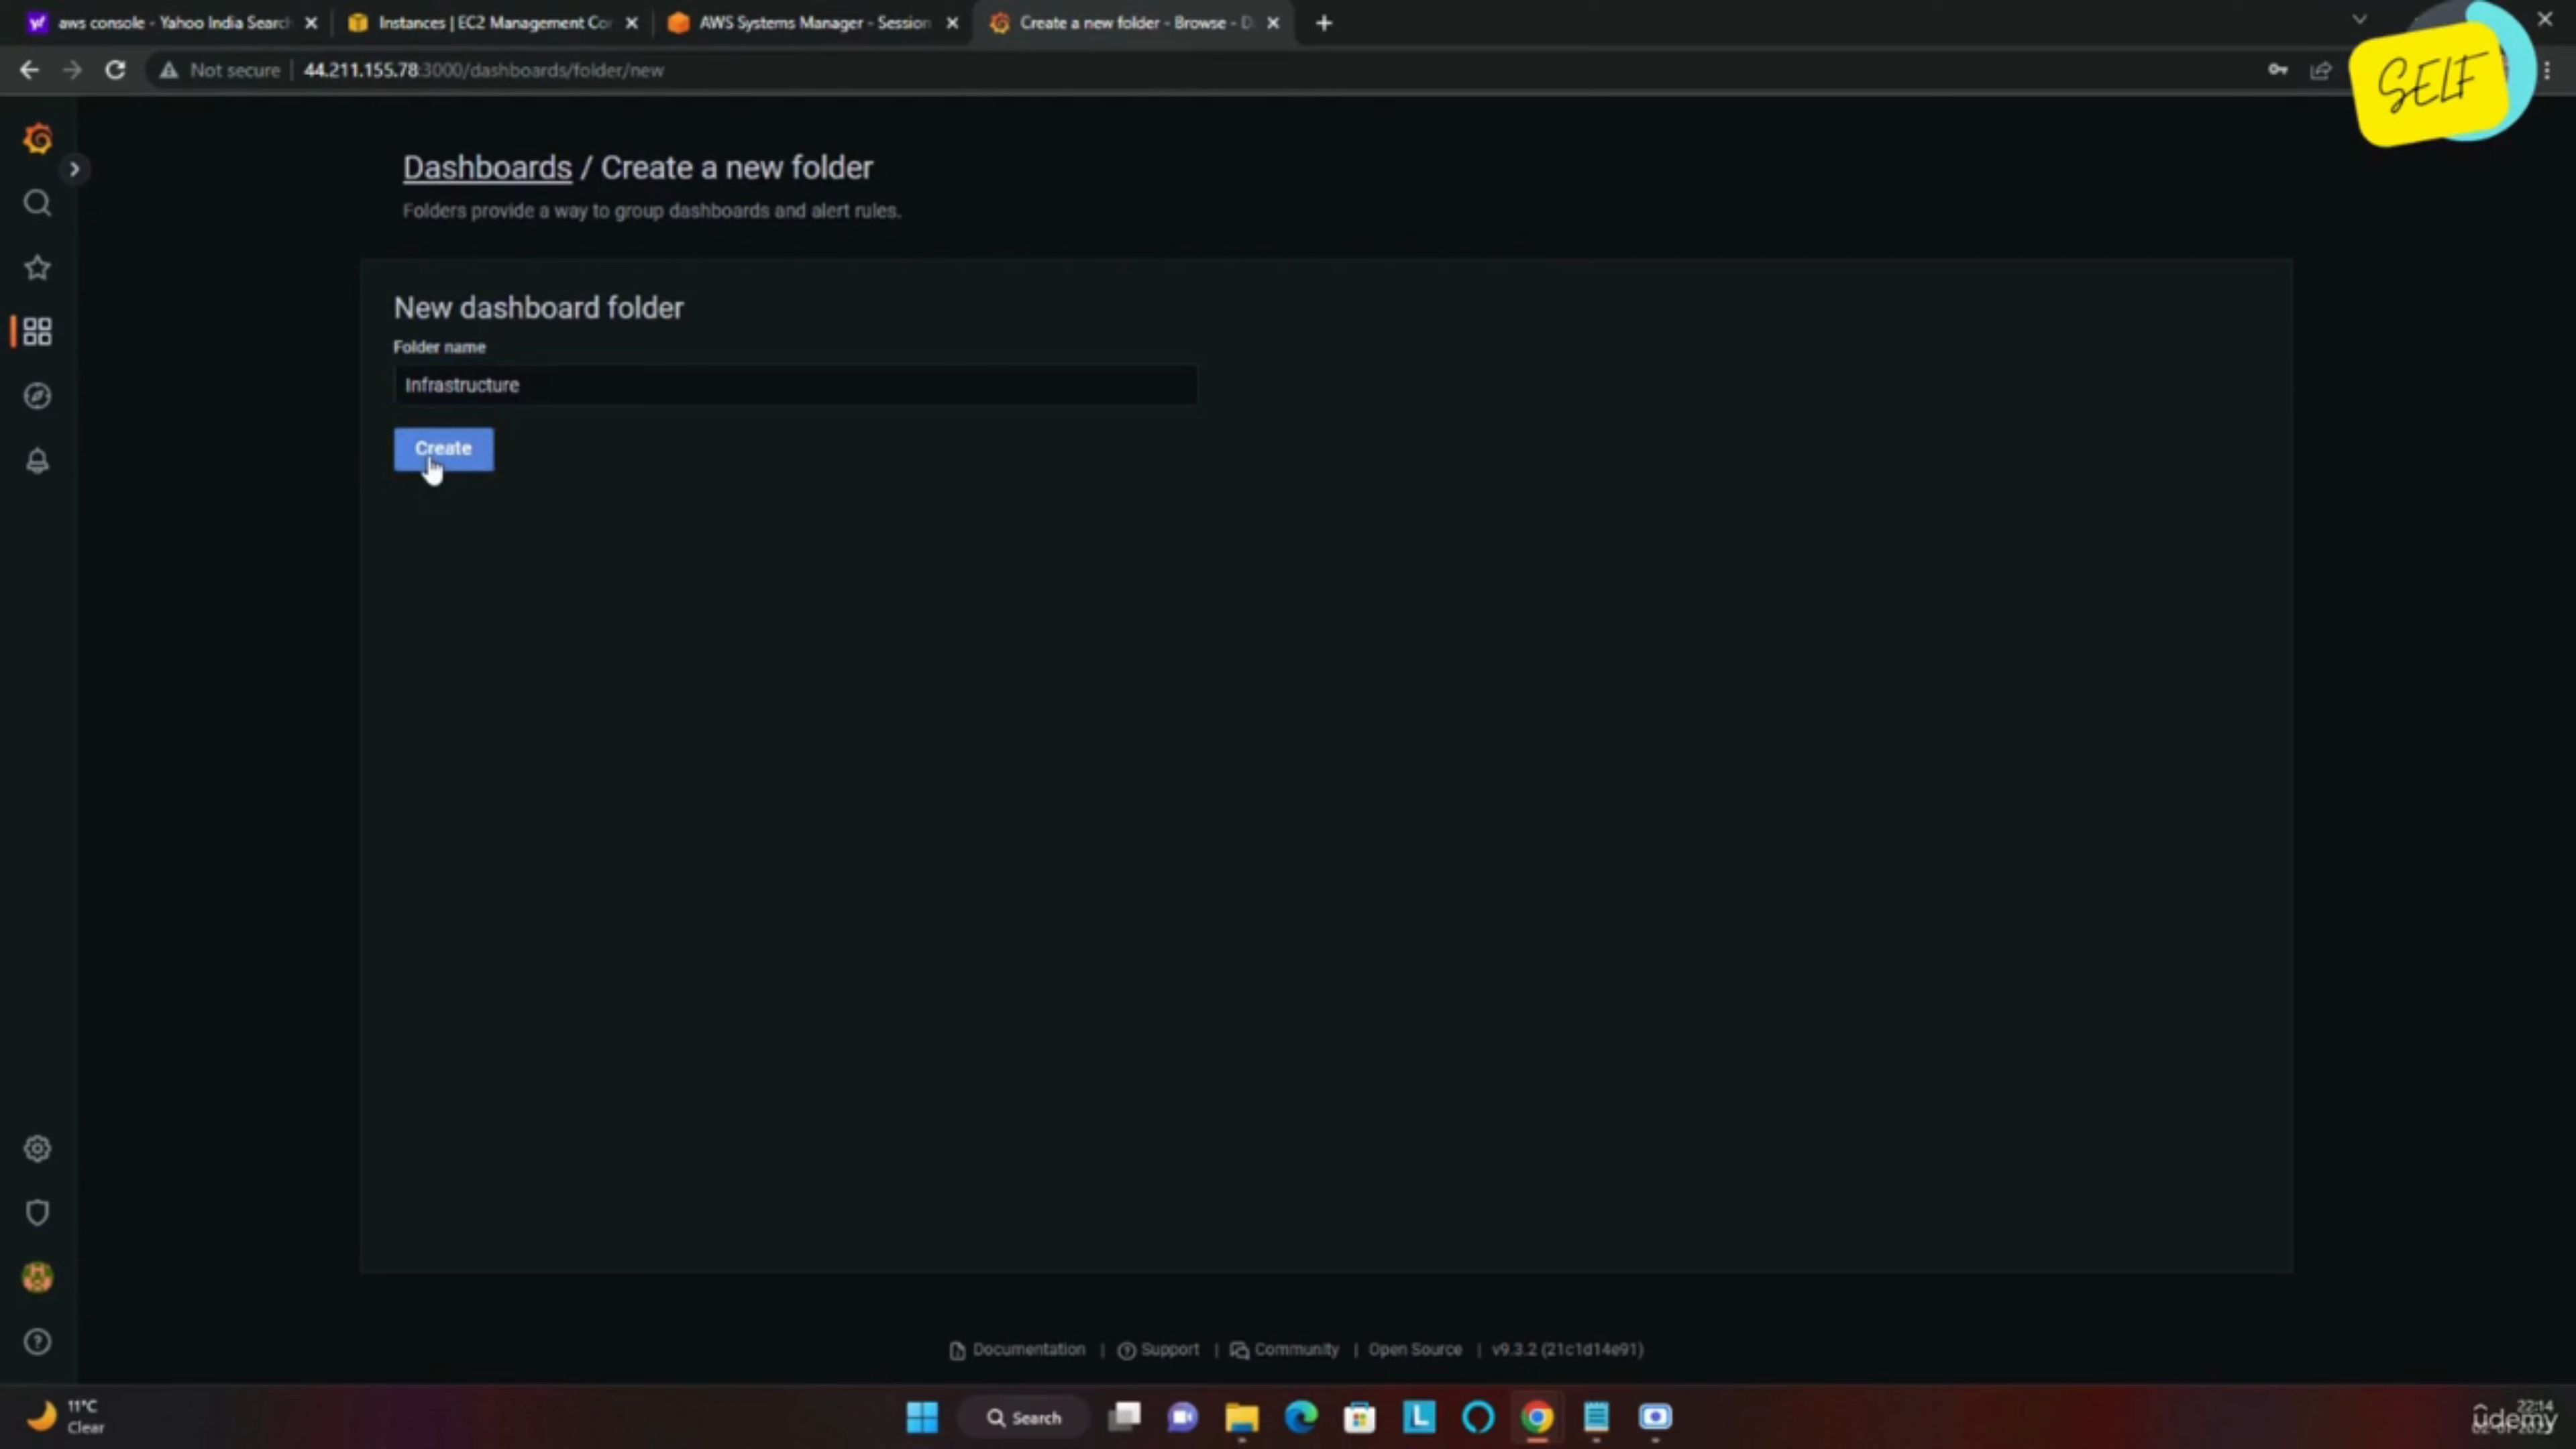 aws console - Yahoo India Search
Instances | EC2 Management Con
AWS Systems Manager - Session
Create a new folder - Browse - D
Not secure | 44.211.155.78:3000/dashboards/folder/new
SELF
Dashboards / Create a new folder
Folders provide a way to group dashboards and alert rules.
New dashboard folder
Folder name
Infrastructure
Create
Documentation | Support | Community | Open Source | v9.3.2 (21c1d14e91)
11°C
Clear
Search
22:14
udemy